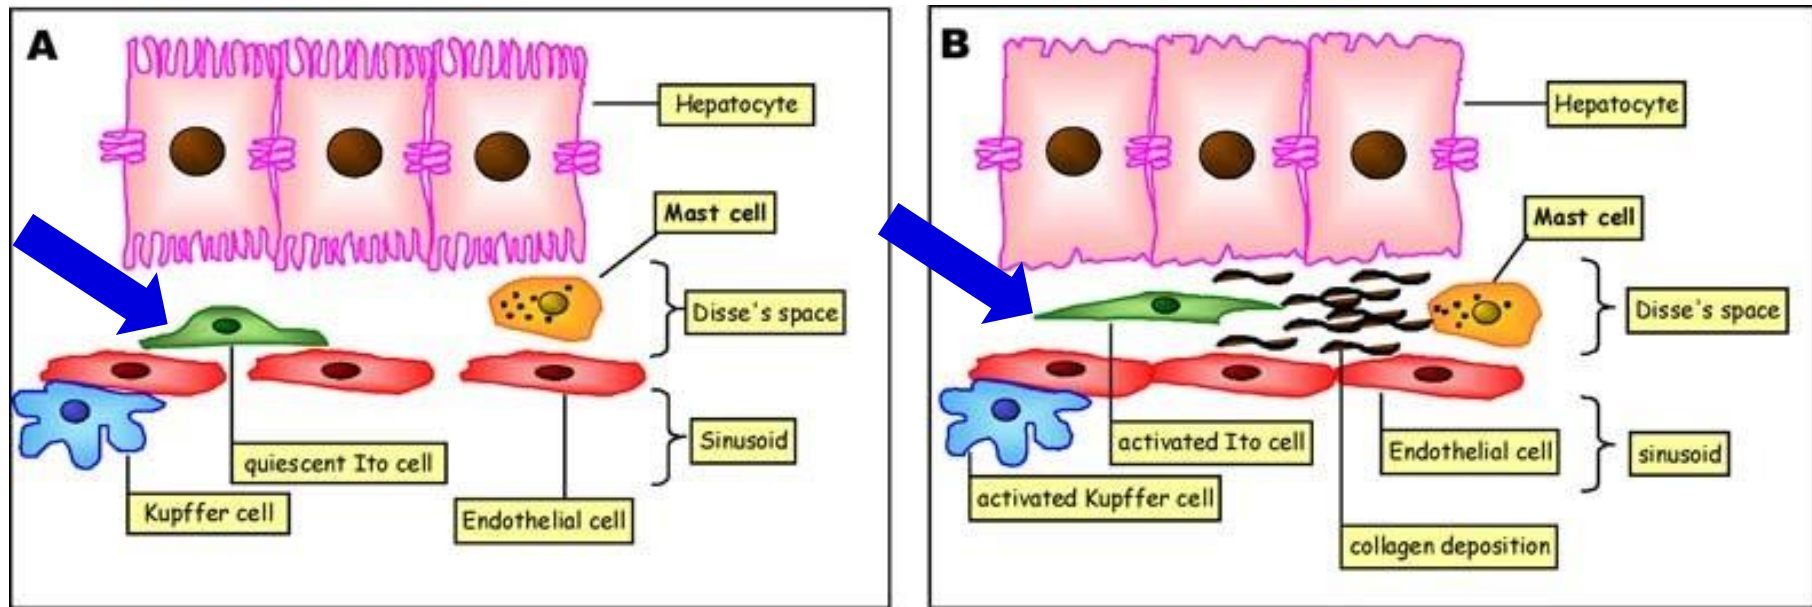 A
Hepatocyte
Mast cell
Disse's space
Sinusoid
quiescent Ito cell
Kupffer cell
Endothelial cell
B
Hepatocyte
Mast cell
Disse's space
activated Ito cell
Endothelial cell
sinusoid
activated Kupffer cell
collagen deposition